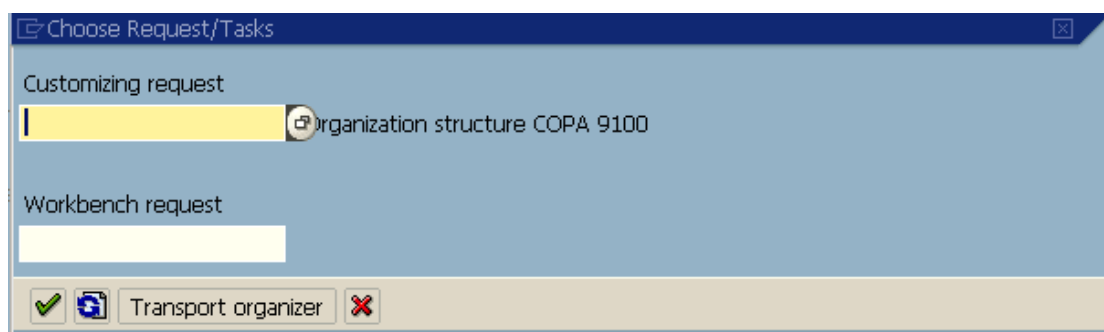 Choose Request/Tasks
Customizing request
rganization structure COPA 9100
Workbench request
Transport organizer